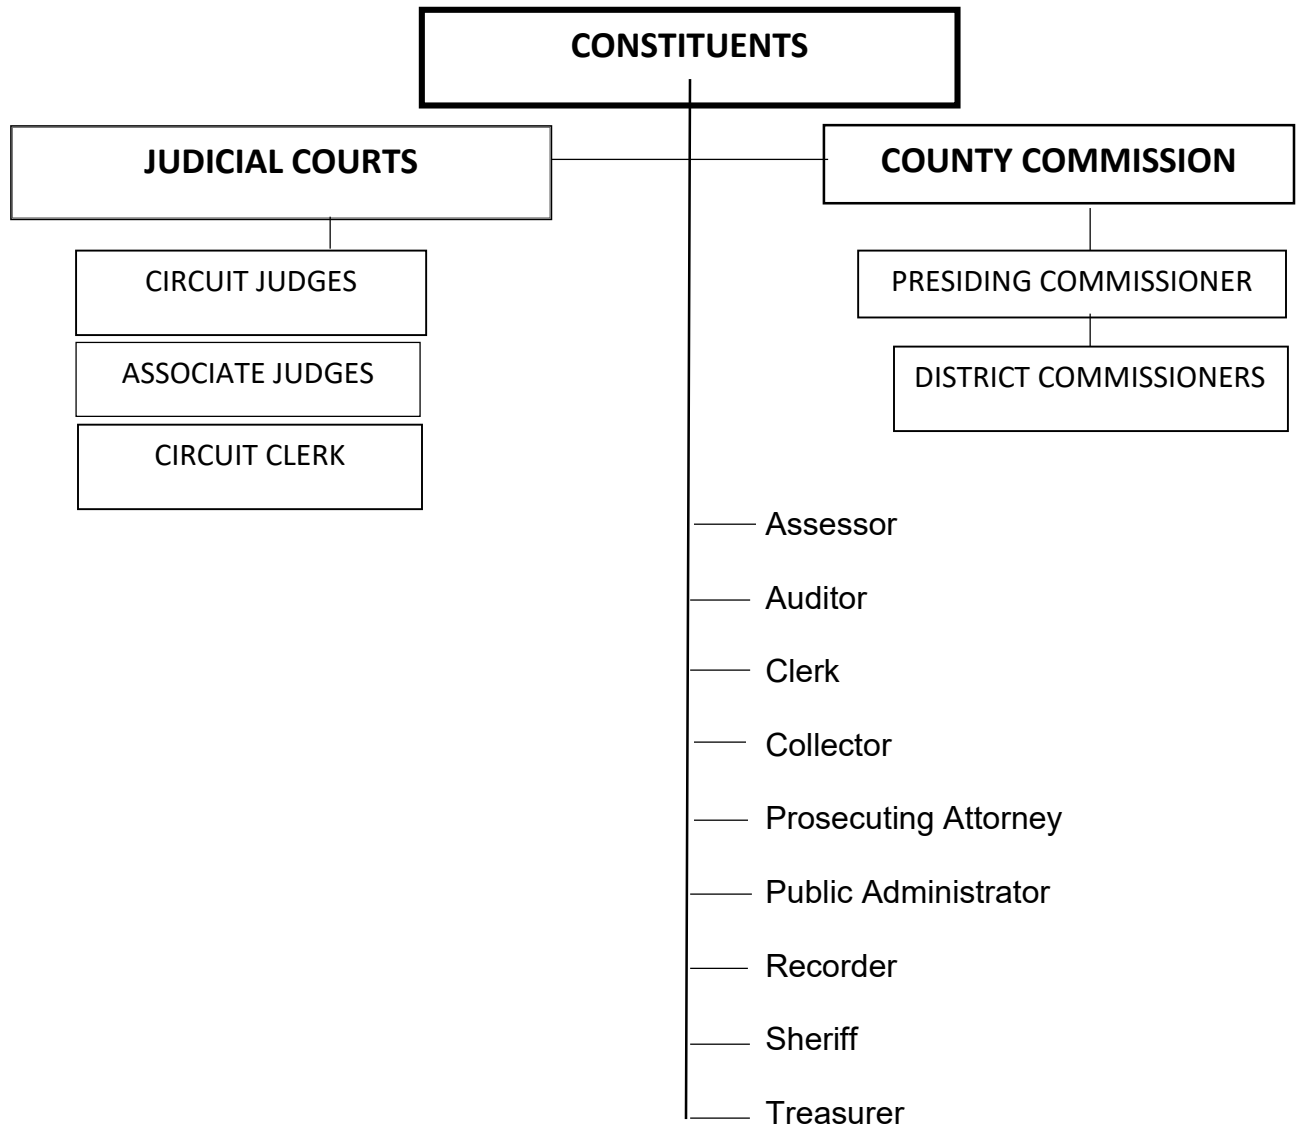 CONSTITUENTS
JUDICIAL COURTS
COUNTY COMMISSION
CIRCUIT JUDGES
PRESIDING COMMISSIONER
ASSOCIATE JUDGES
DISTRICT COMMISSIONERS
CIRCUIT CLERK
Assessor
Auditor
Clerk
Collector
Prosecuting Attorney
Public Administrator
Recorder
Sheriff
Treasurer